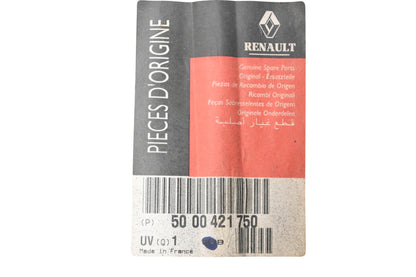 PIECES D'ORIGINE
RENAULT
Genuine Spare Parts
Original - Ersatzteile
Piezas de Recambio de Origen
Ricambi Originali
Peças Sobresselentes de Origem
Originele Onderdelen
قطع غيار أصلية
(P) 50 00 421 750
UV (Q) 1
Made in France